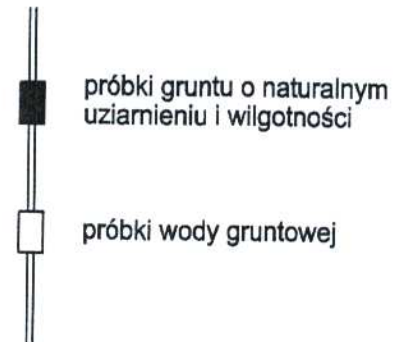 próbki gruntu o naturalnym
uziarnieniu i wilgotności
próbki wody gruntowej